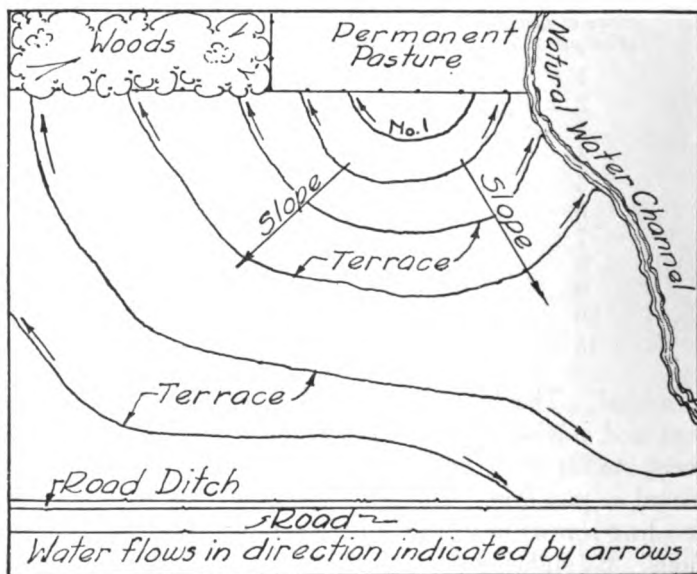 Woods
Permanent
Pasture
Natural Water Channel
No. 1
Slope
Slope
Terrace
Terrace
Road Ditch
Road
Water flows in direction indicated by arrows